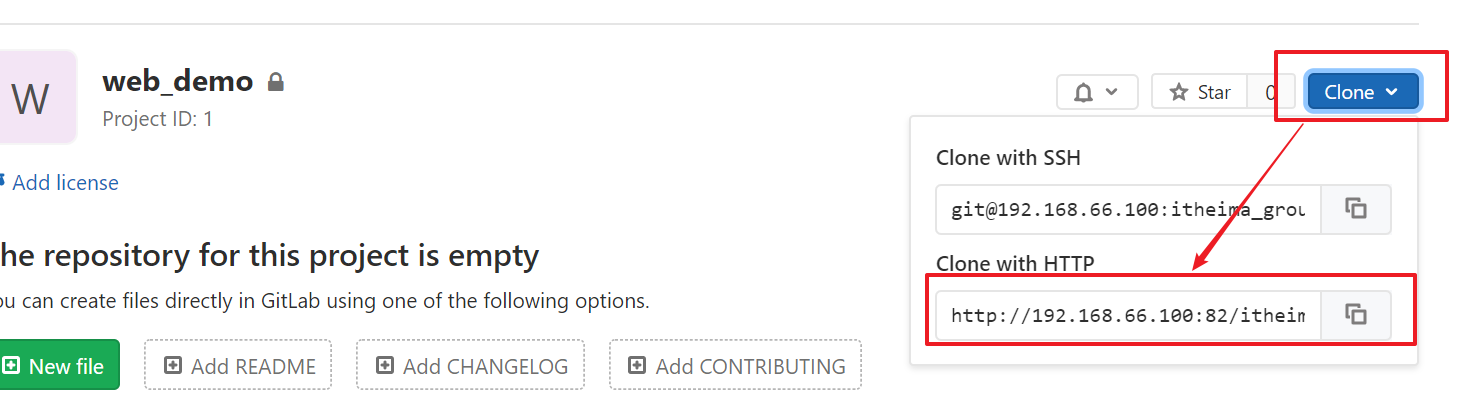 W
web_demo
Project ID: 1
Star
0
Clone
Add license
Clone with SSH
git@192.168.66.100:itheima_grou
Clone with HTTP
http://192.168.66.100:82/itheim
he repository for this project is empty
ou can create files directly in GitLab using one of the following options.
New file
Add README
Add CHANGELOG
Add CONTRIBUTING